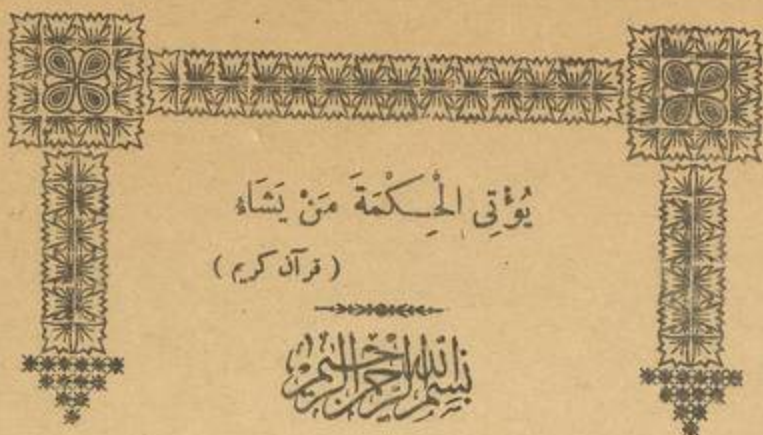 يُؤْتِى الْحِكْمَةَ مَنْ يَشَاءُ
( قرآن كريم )
بسم الله الرحمن الرحيم